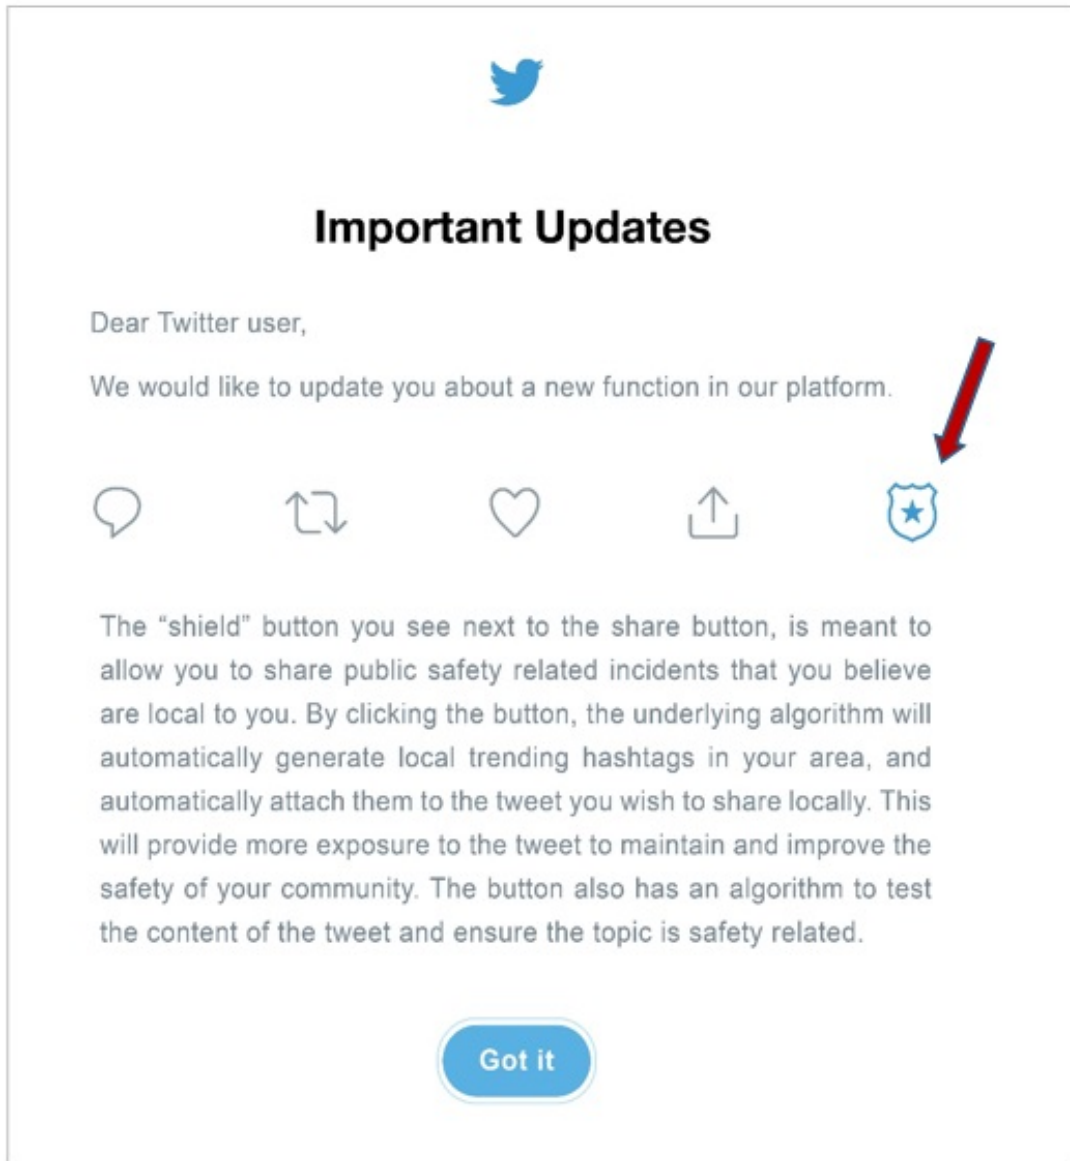 Important Updates
Dear Twitter user,
We would like to update you about a new function in our platform.
The “shield” button you see next to the share button, is meant to
allow you to share public safety related incidents that you believe
are local to you. By clicking the button, the underlying algorithm will
automatically generate local trending hashtags in your area, and
automatically attach them to the tweet you wish to share locally. This
will provide more exposure to the tweet to maintain and improve the
safety of your community. The button also has an algorithm to test
the content of the tweet and ensure the topic is safety related.
Got it